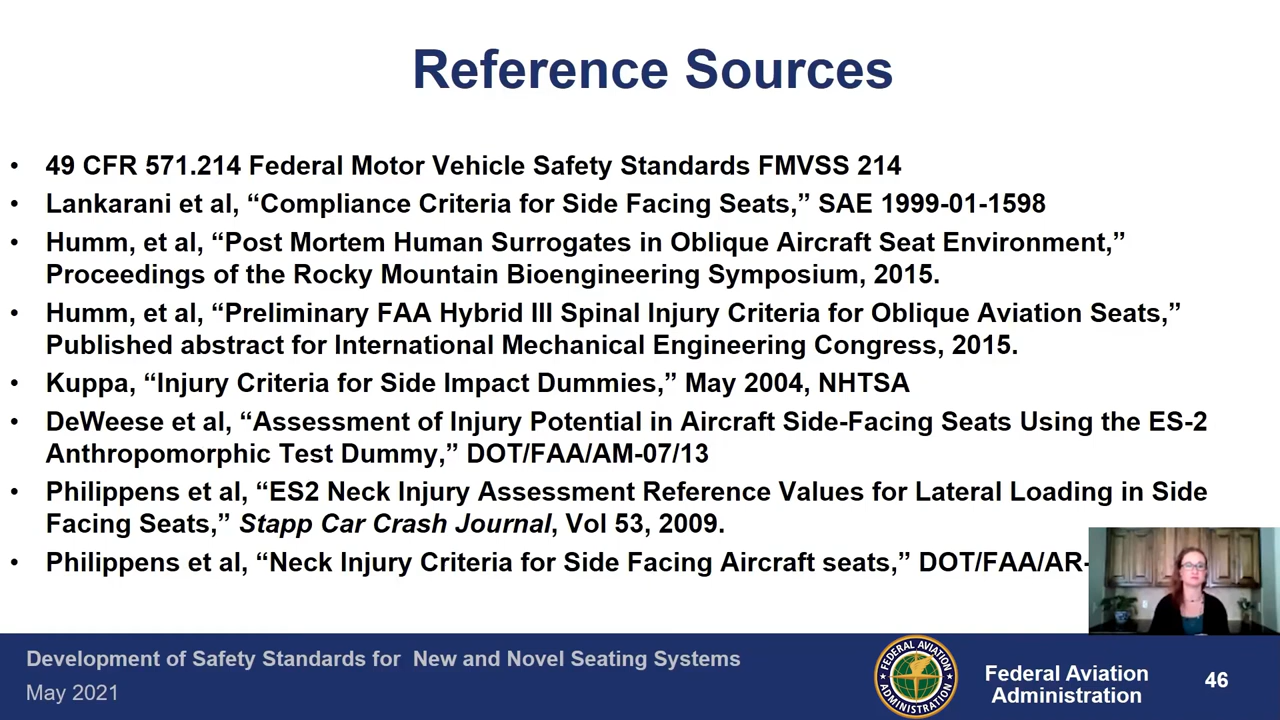 Reference Sources
• 49 CFR 571.214 Federal Motor Vehicle Safety Standards FMVSS 214
• Lankarani et al, “Compliance Criteria for Side Facing Seats,” SAE 1999-01-1598
• Humm, et al, “Post Mortem Human Surrogates in Oblique Aircraft Seat Environment,”
Proceedings of the Rocky Mountain Bioengineering Symposium, 2015.
• Humm, et al, “Preliminary FAA Hybrid III Spinal Injury Criteria for Oblique Aviation Seats,”
Published abstract for International Mechanical Engineering Congress, 2015.
• Kuppa, “Injury Criteria for Side Impact Dummies,” May 2004, NHTSA
• DeWeese et al, “Assessment of Injury Potential in Aircraft Side-Facing Seats Using the ES-2
Anthropomorphic Test Dummy,” DOT/FAA/AM-07/13
• Philippens et al, “ES2 Neck Injury Assessment Reference Values for Lateral Loading in Side
Facing Seats,” Stapp Car Crash Journal, Vol 53, 2009.
• Philippens et al, “Neck Injury Criteria for Side Facing Aircraft seats,” DOT/FAA/AR-
Development of Safety Standards for New and Novel Seating Systems
May 2021
FEDERAL AVIATION
ADMINISTRATION
Federal Aviation
Administration
46